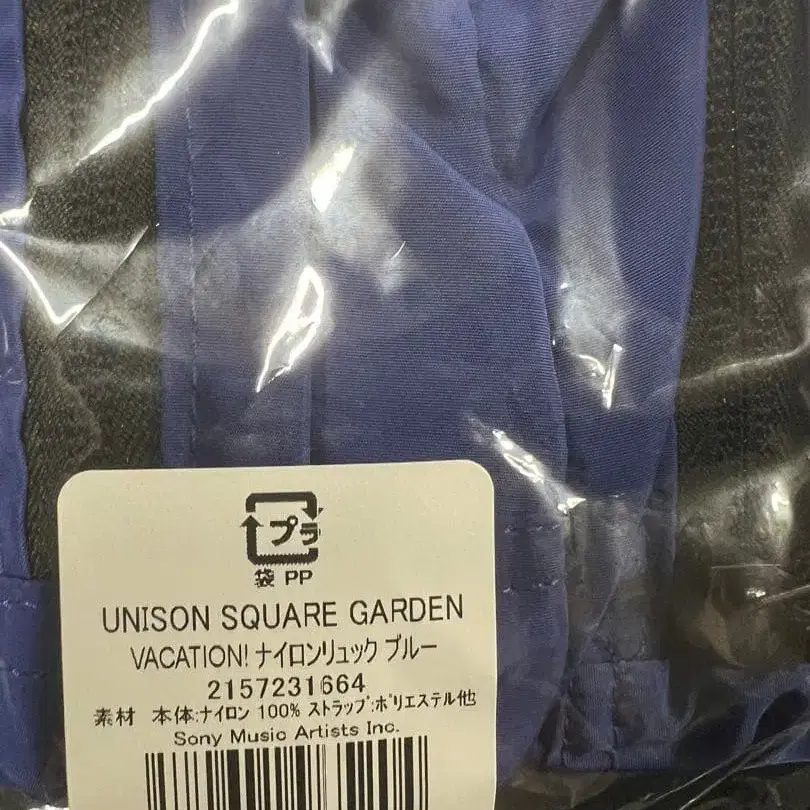 プラ
袋 PP
UNISON SQUARE GARDEN
VACATION! ナイロンリュック ブルー
2157231664
素材 本体:ナイロン 100% ストラップ:ポリエステル他
Sony Music Artists Inc.